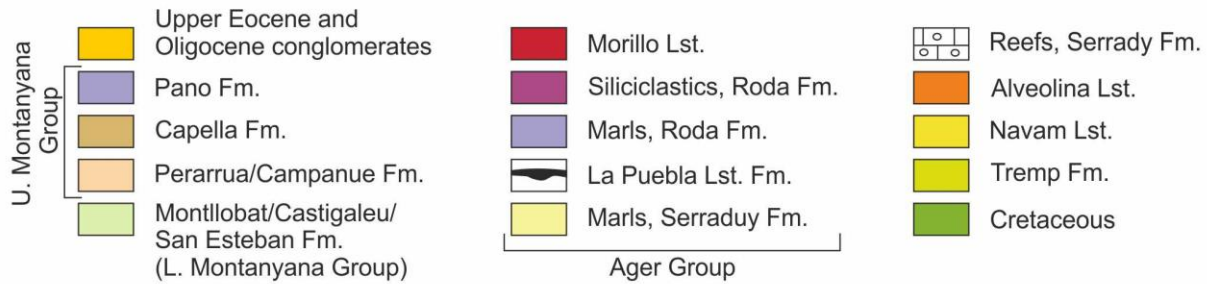 Upper Eocene and
Oligocene conglomerates
U. Montanyana
Group
Pano Fm.
Capella Fm.
Perarrua/Campanue Fm.
Montllobat/Castigaleu/
San Esteban Fm.
(L. Montanyana Group)
Morillo Lst.
Siliciclastics, Roda Fm.
Marls, Roda Fm.
La Puebla Lst. Fm.
Marls, Serraduy Fm.
Ager Group
Reefs, Serrady Fm.
Alveolina Lst.
Navam Lst.
Tremp Fm.
Cretaceous